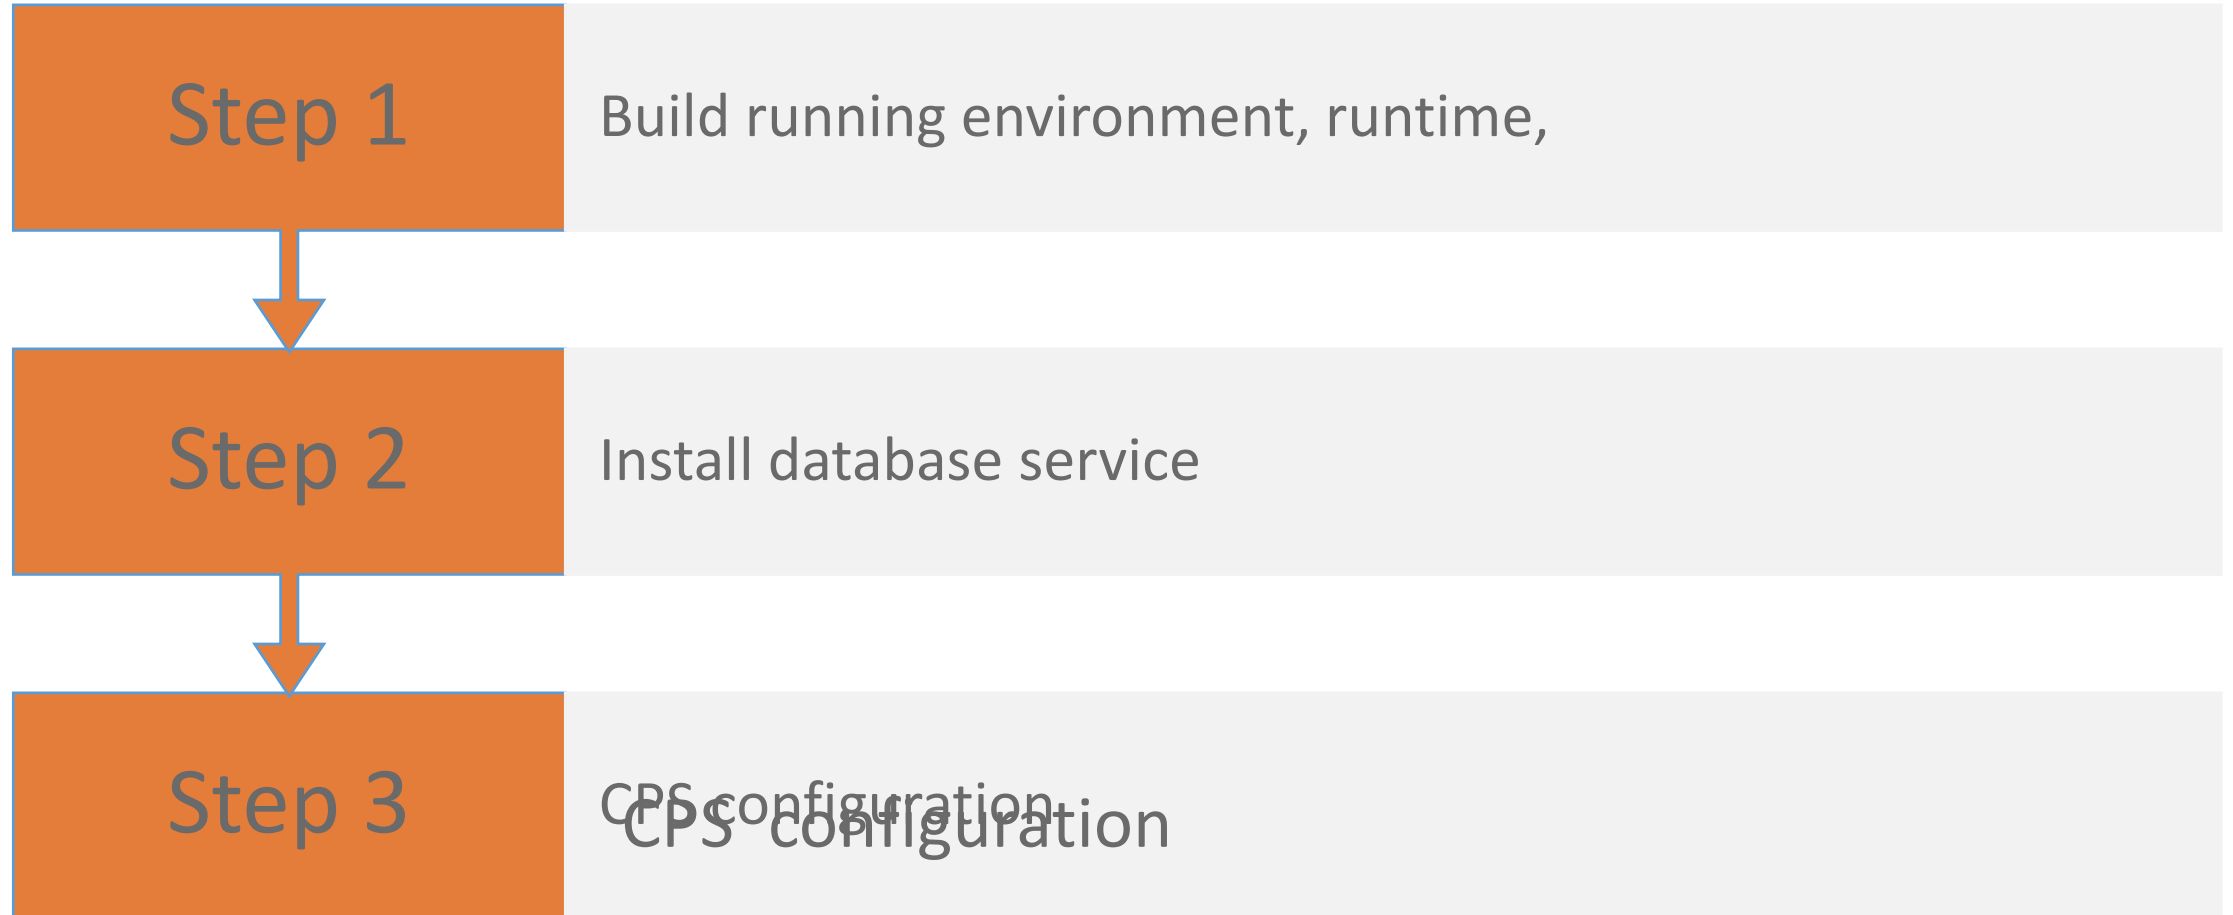 Step 1
Build running environment, runtime,
Step 2
Install database service
Step 3
CPS configuration
CPS configuration